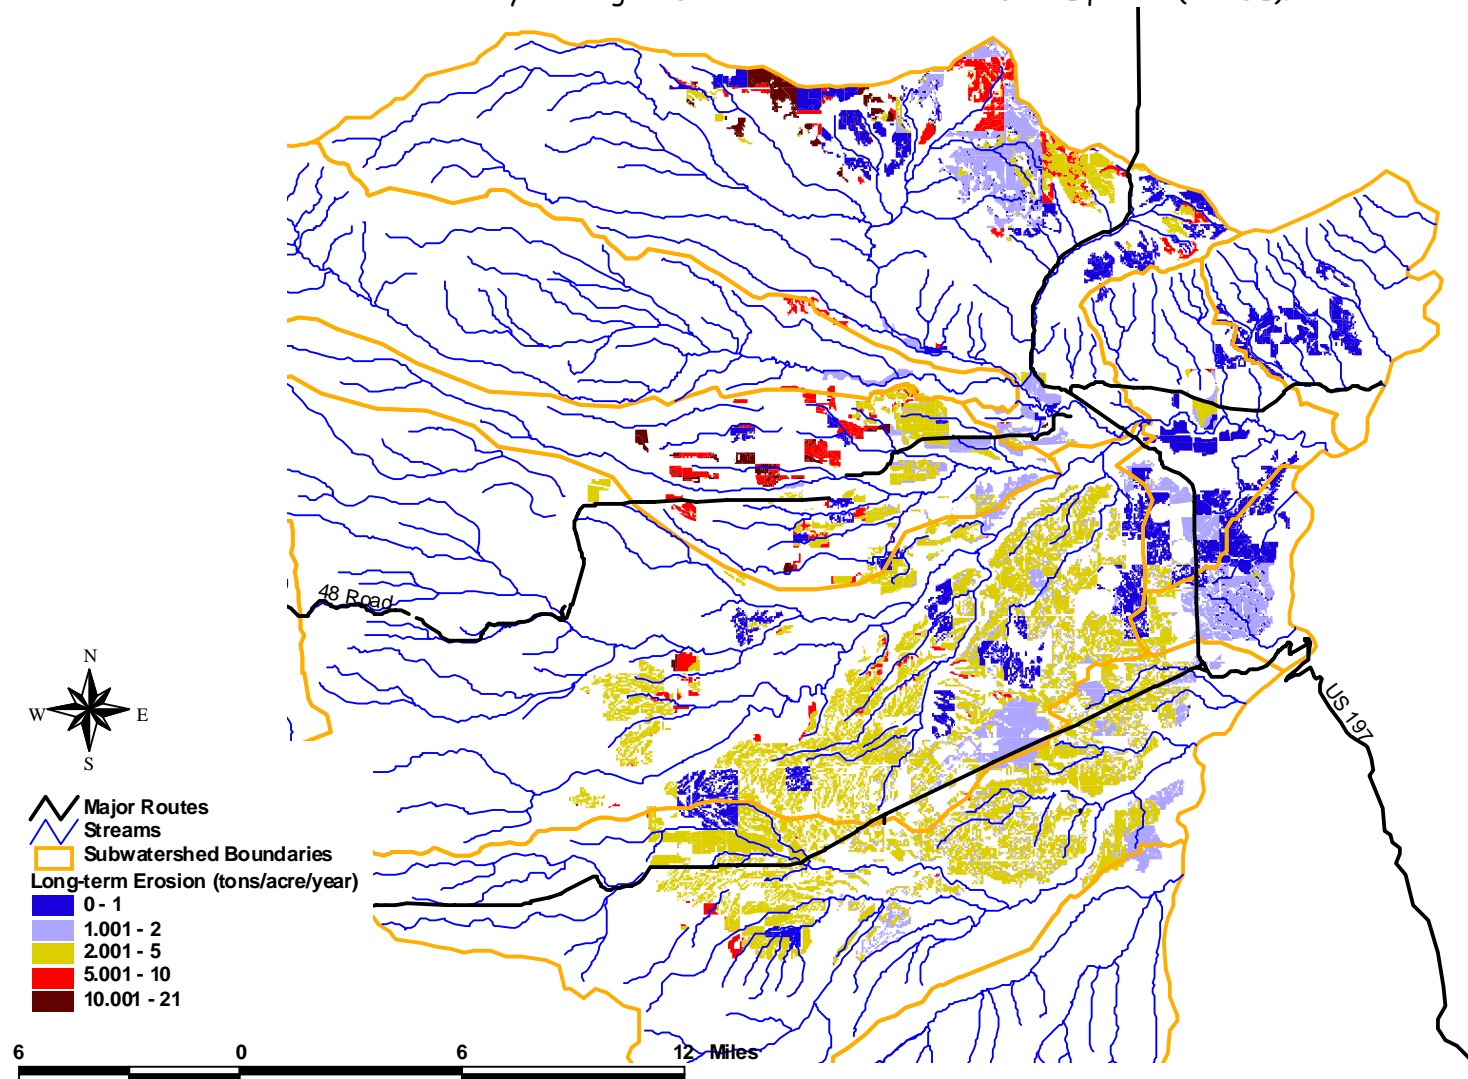 48 Road
US 197
N
W E
S
Major Routes
Streams
Subwatershed Boundaries
Long-term Erosion (tons/acre/year)
0 - 1
1.001 - 2
2.001 - 5
5.001 - 10
10.001 - 21
6 0 6 12 Miles